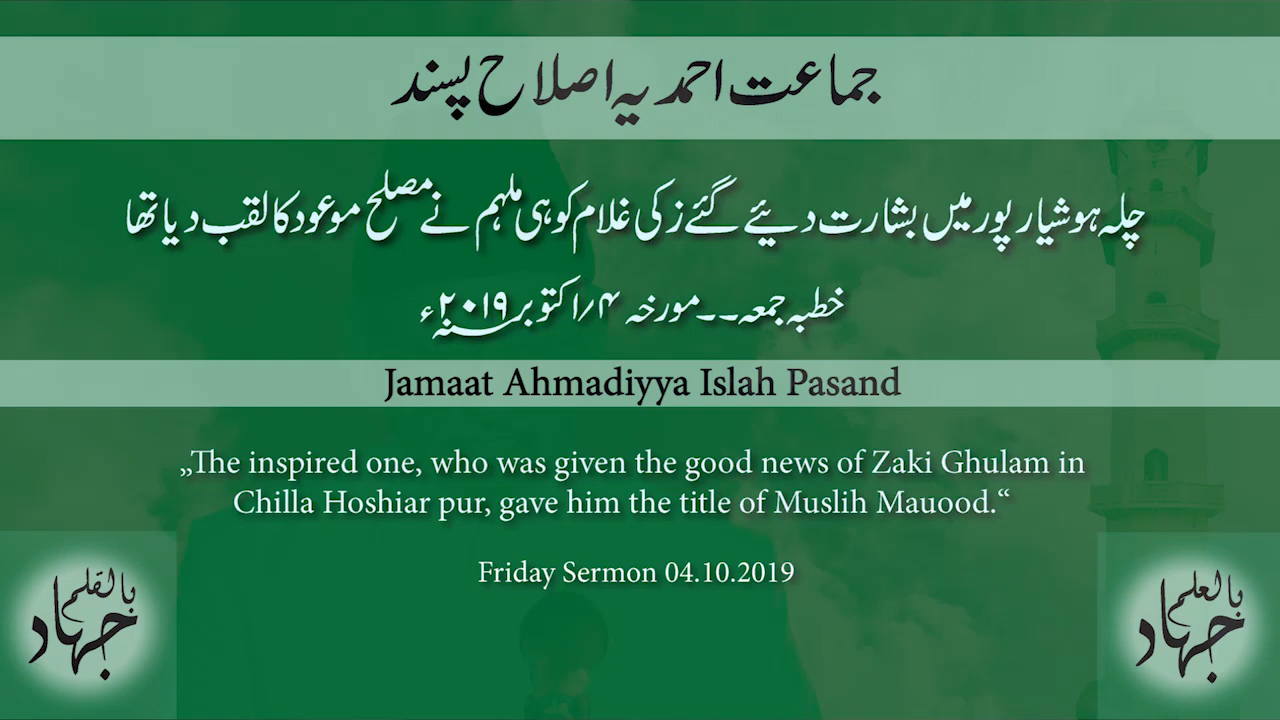 جماعت احمدیہ اصلاح پسند
چلہ ہوشیار پور میں بشارت دیئے گئے زکی غلام کو ہی ملہم نے مصلح موعود کا لقب دیا تھا
خطبہ جمعہ -- مورخہ ۴/اکتوبر ۲۰۱۹ء
Jamaat Ahmadiyya Islah Pasand
„The inspired one, who was given the good news of Zaki Ghulam in
Chilla Hoshiar pur, gave him the title of Muslih Mauood.“
Friday Sermon 04.10.2019
جہاد بالقلم
جہاد بالعلم